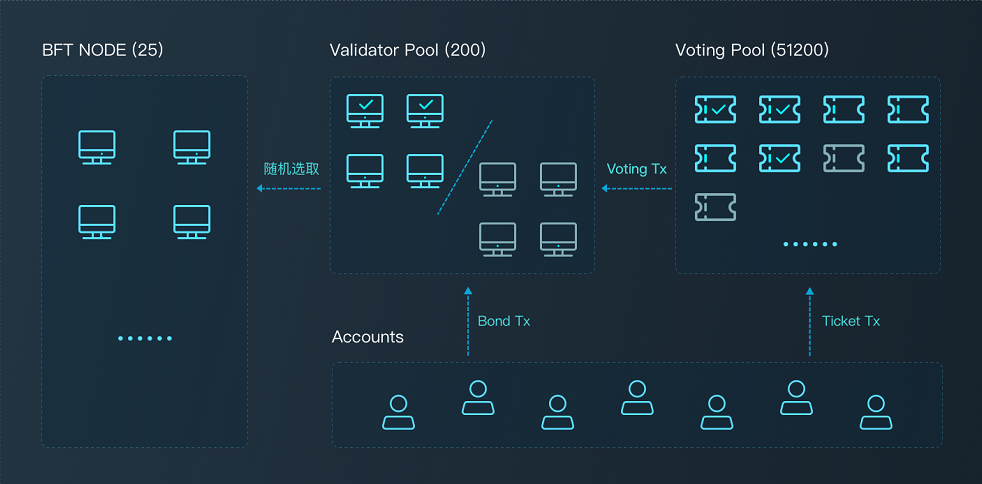 BFT NODE (25)
Validator Pool (200)
Voting Pool (51200)
随机选取
Voting Tx
Bond Tx
Ticket Tx
Accounts